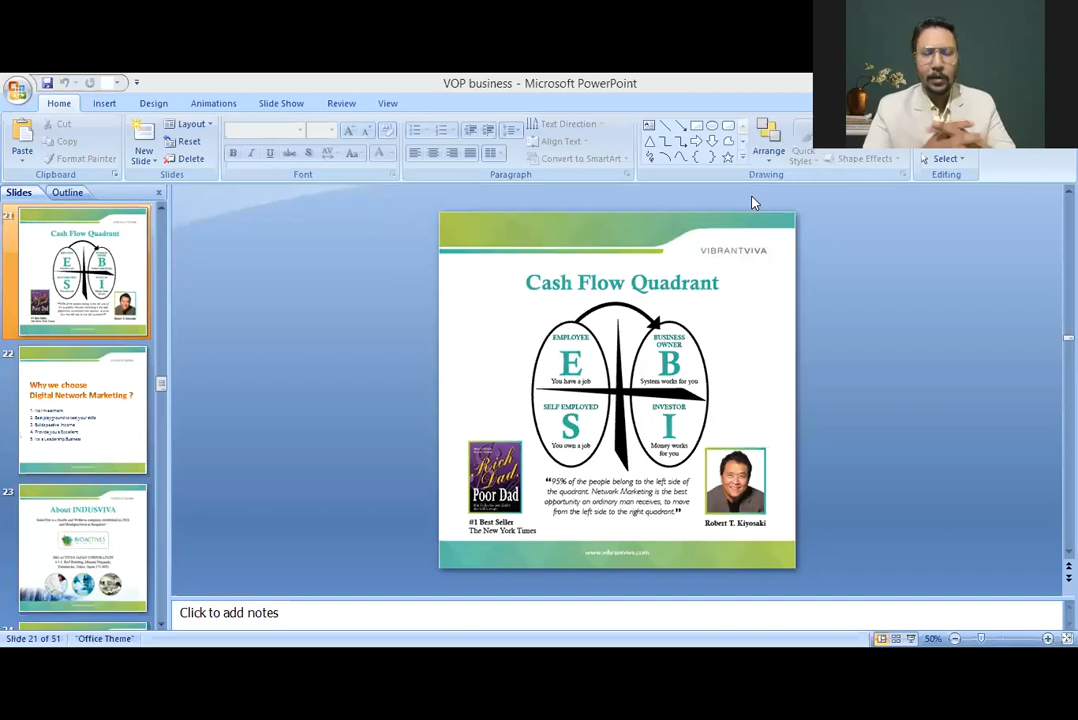 VOP business - Microsoft PowerPoint
Home Insert Design Animations Slide Show Review View
Paste
Cut
Copy
Format Painter
Clipboard
New Slide
Layout
Reset
Delete
Slides
B I U abc S AV Aa A
Font
Text Direction
Align Text
Convert to SmartArt
Paragraph
Arrange
Quick Styles
Shape Effects
Drawing
Select
Editing
Slides Outline
21
Cash Flow Quadrant
E B
S I
22
Why we choose
Digital Network Marketing ?
23
About INDUSVIVA
BIOACTIVES
VIBRANTVIVA
Cash Flow Quadrant
EMPLOYEE
E
You have a job
BUSINESS
OWNER
B
System works for you
SELF EMPLOYED
S
You own a job
INVESTOR
I
Money works
for you
Rich Dad
Poor Dad
#1 Best Seller
The New York Times
"95% of the people belong to the left side of
the quadrant. Network Marketing is the best
opportunity an ordinary man receives, to move
from the left side to the right quadrant."
Robert T. Kiyosaki
www.vibrantviva.com
Click to add notes
Slide 21 of 51 "Office Theme" 50%